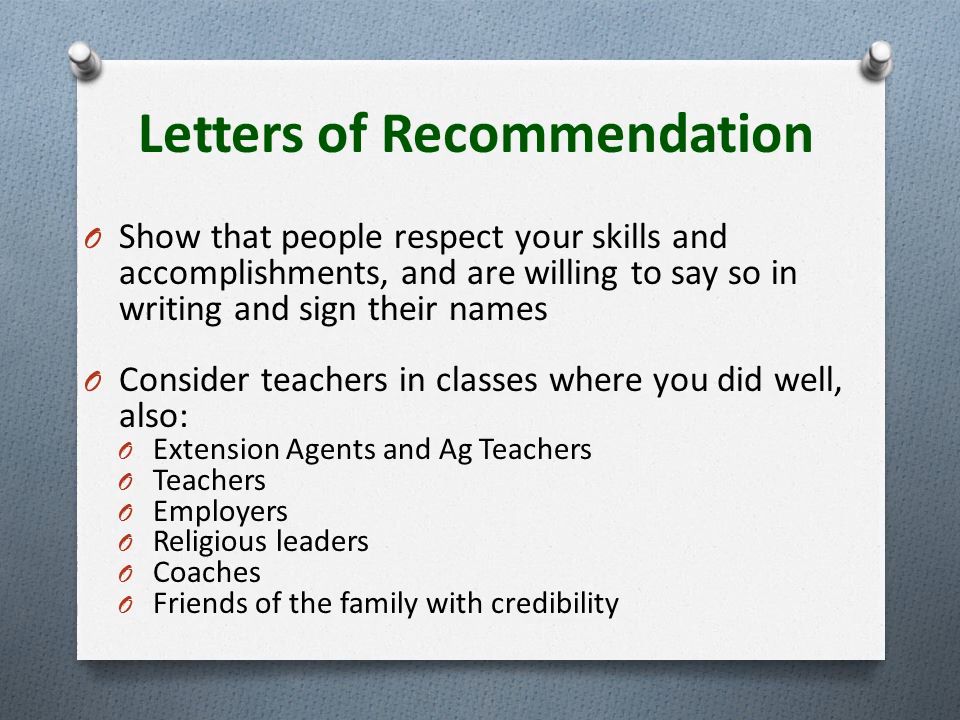 Letters of Recommendation
Show that people respect your skills and
accomplishments, and are willing to say so in
writing and sign their names
Consider teachers in classes where you did well,
also:
Extension Agents and Ag Teachers
Teachers
Employers
Religious leaders
Coaches
Friends of the family with credibility